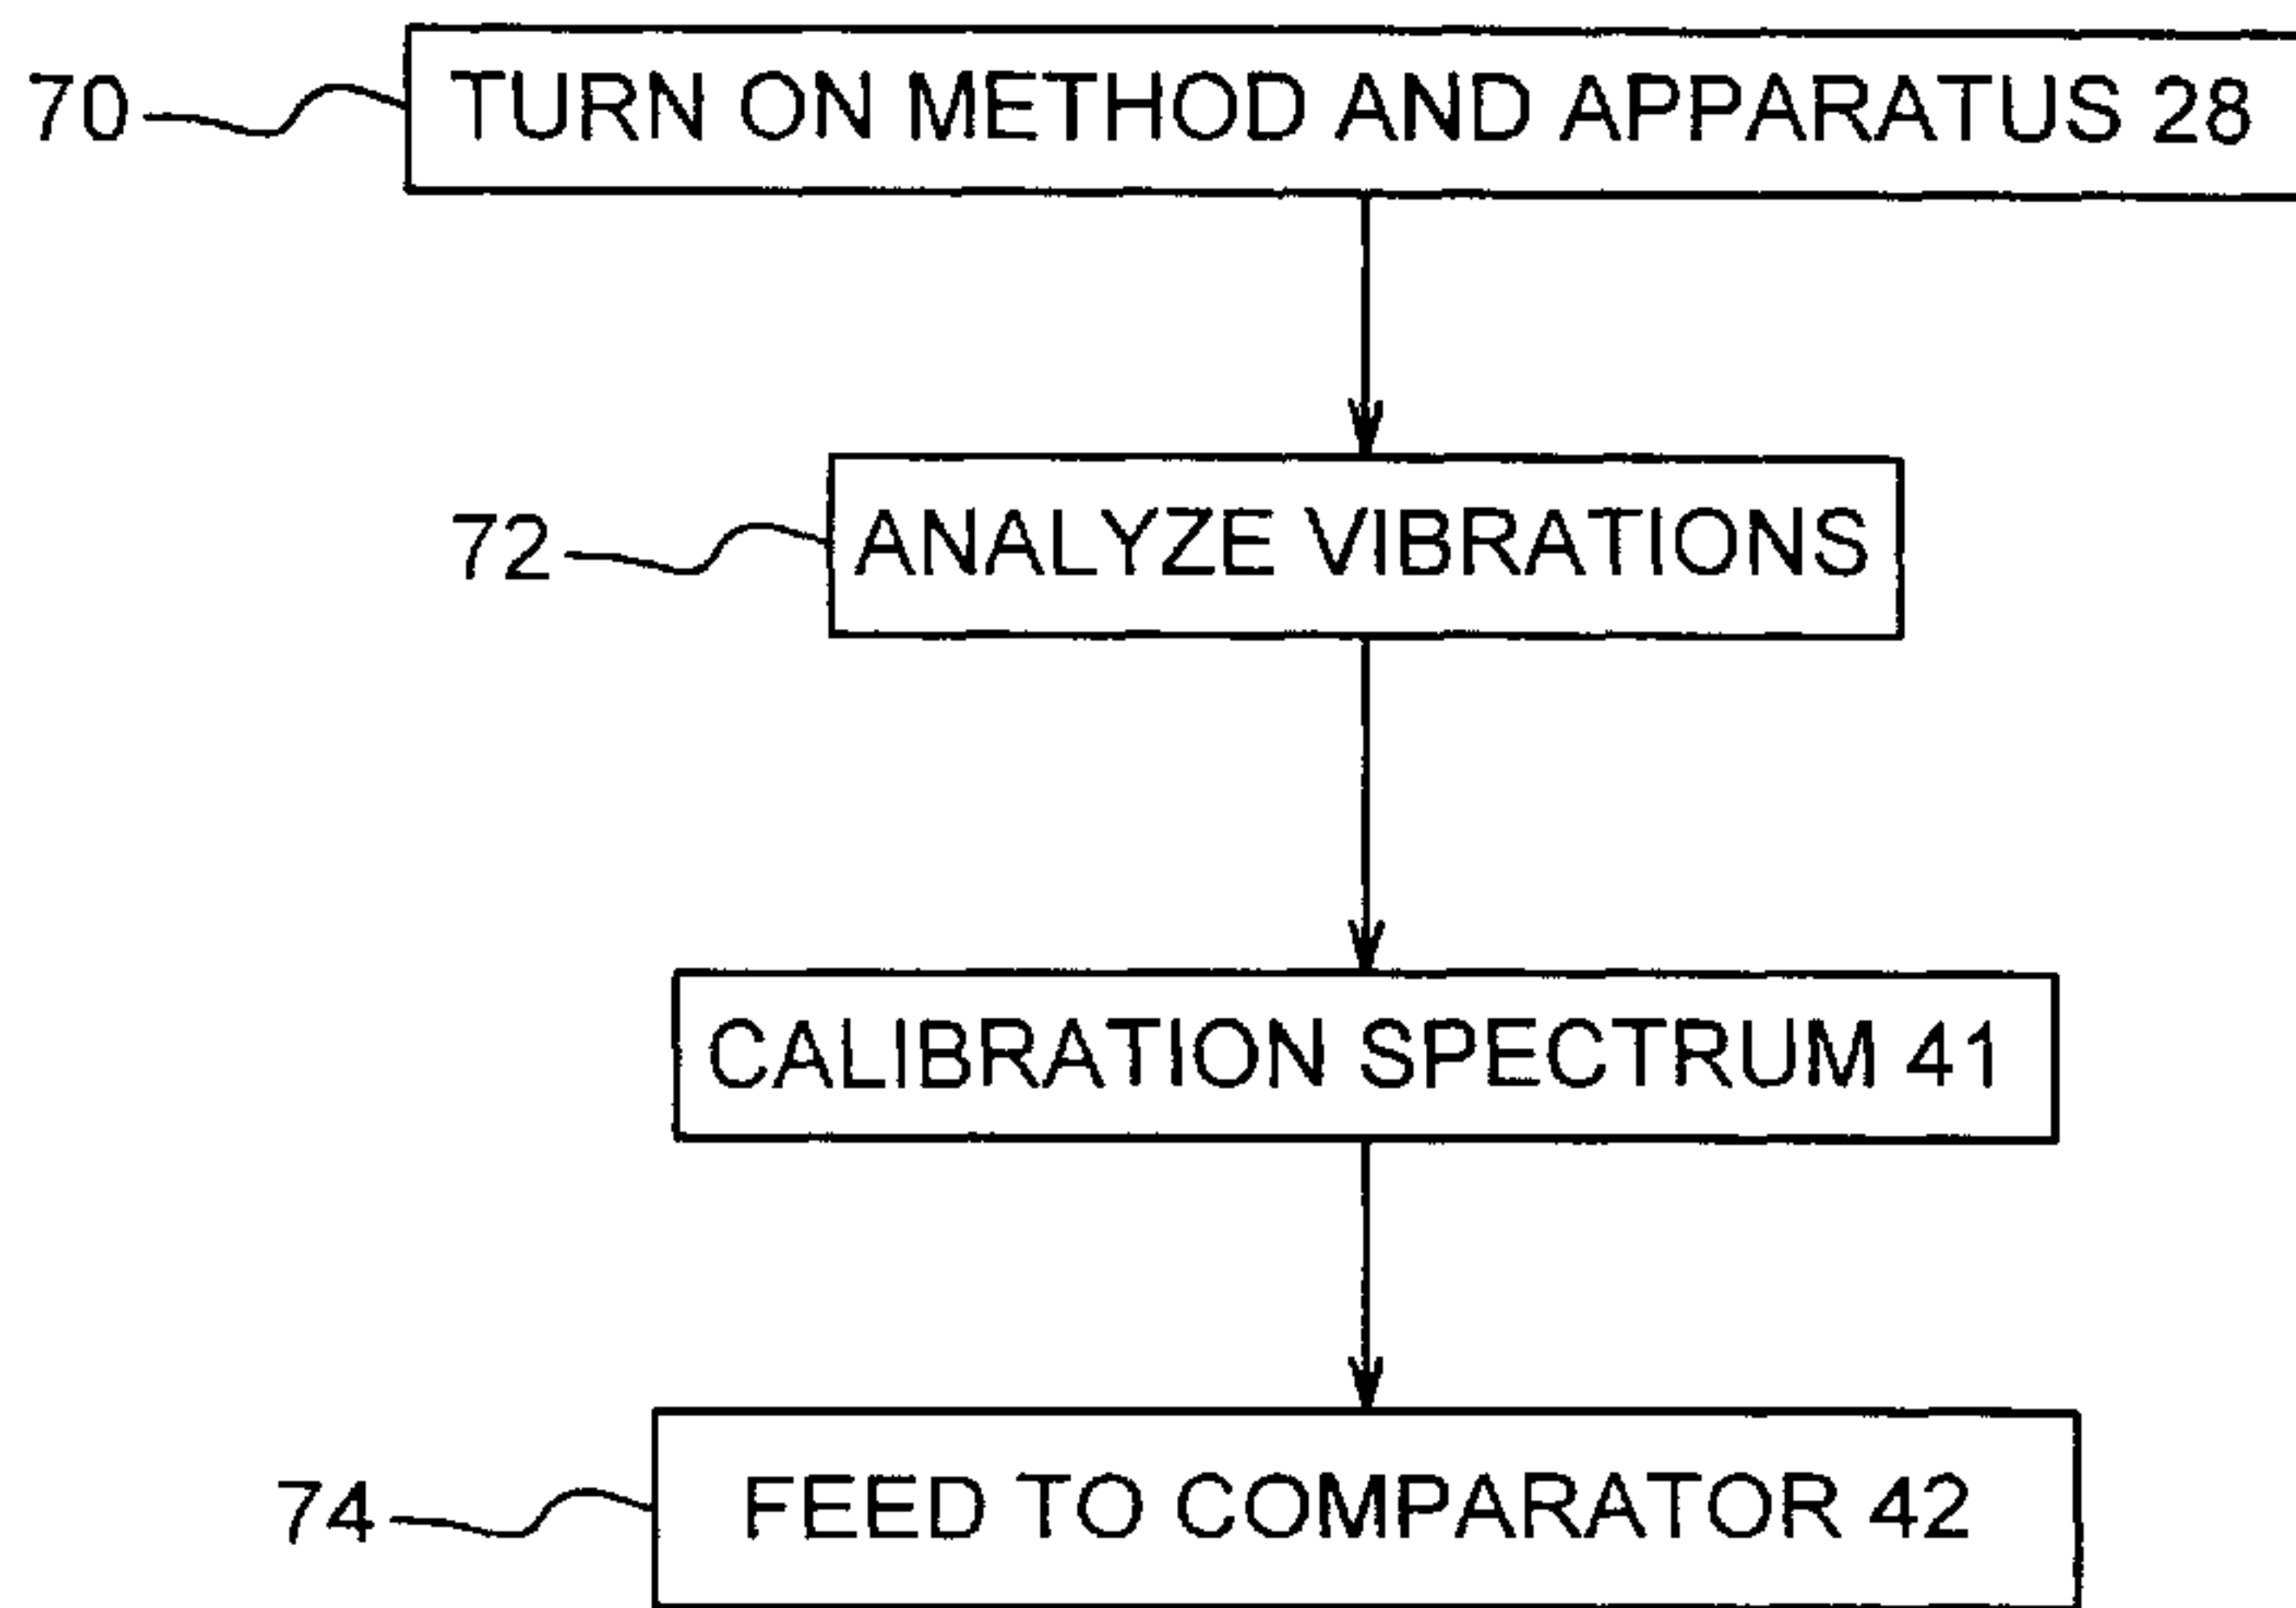 70 TURN ON METHOD AND APPARATUS 28
72 ANALYZE VIBRATIONS
CALIBRATION SPECTRUM 41
74 FEED TO COMPARATOR 42